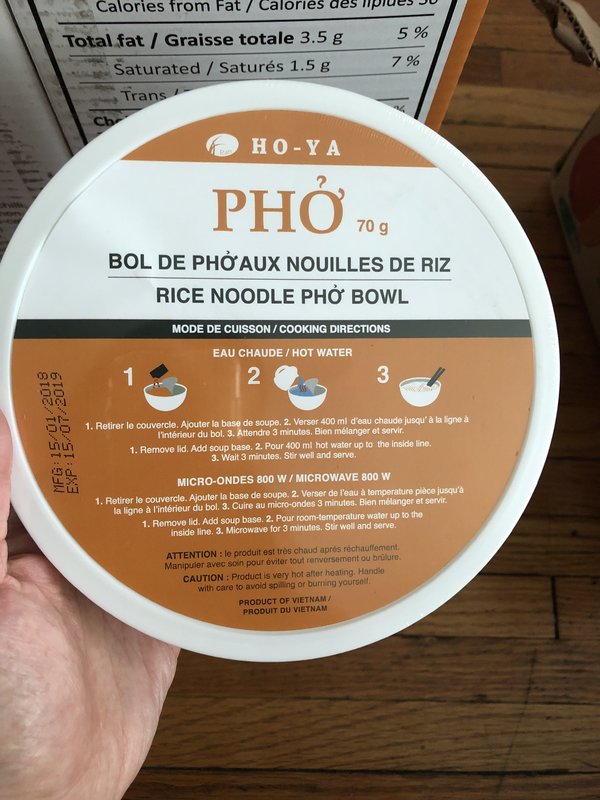 Calories from Fat / Calories des lipides 30
Total fat / Graisse totale 3.5 g 5 %
Saturated / Saturés 1.5 g 7 %
Trans /
HO-YA
PHỞ 70 g
BOL DE PHỞ AUX NOUILLES DE RIZ
RICE NOODLE PHỞ BOWL
MODE DE CUISSON / COOKING DIRECTIONS
EAU CHAUDE / HOT WATER
1 2 3
1. Retirer le couvercle. Ajouter la base de soupe. 2. Verser 400 ml d'eau chaude jusqu' à la ligne à
l'intérieur du bol. 3. Attendre 3 minutes. Bien mélanger et servir.
1. Remove lid. Add soup base. 2. Pour 400 ml hot water up to the inside line.
3. Wait 3 minutes. Stir well and serve.
MICRO-ONDES 800 W / MICROWAVE 800 W
1. Retirer le couvercle. Ajouter la base de soupe. 2. Verser de l'eau à température pièce jusqu'à
la ligne à l'intérieur du bol. 3. Cuire au micro-ondes 3 minutes. Bien mélanger et servir.
1. Remove lid. Add soup base. 2. Pour room-temperature water up to the
inside line. 3. Microwave for 3 minutes. Stir well and serve.
ATTENTION : le produit est très chaud aprés réchauffement.
Manipuler avec soin pour éviter tout renversement ou brûlure.
CAUTION : Product is very hot after heating. Handle
with care to avoid spilling or burning yourself.
PRODUCT OF VIETNAM /
PRODUIT DU VIETNAM
MFG: 15/01/2018
EXP: 15/07/2019